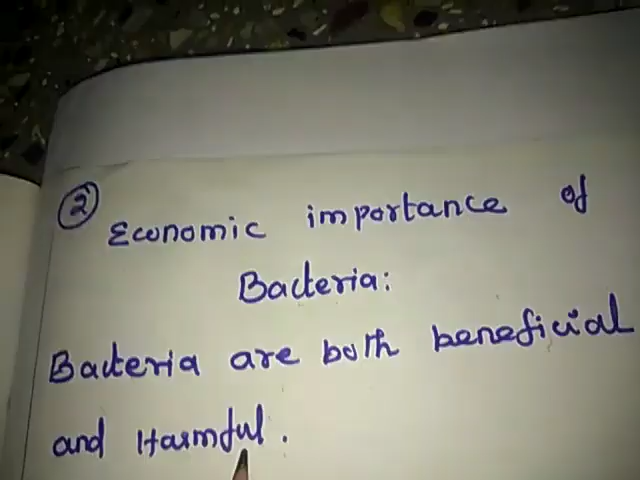 2
Economic importance of
Bacteria:
Bacteria are both beneficial
and Harmful.